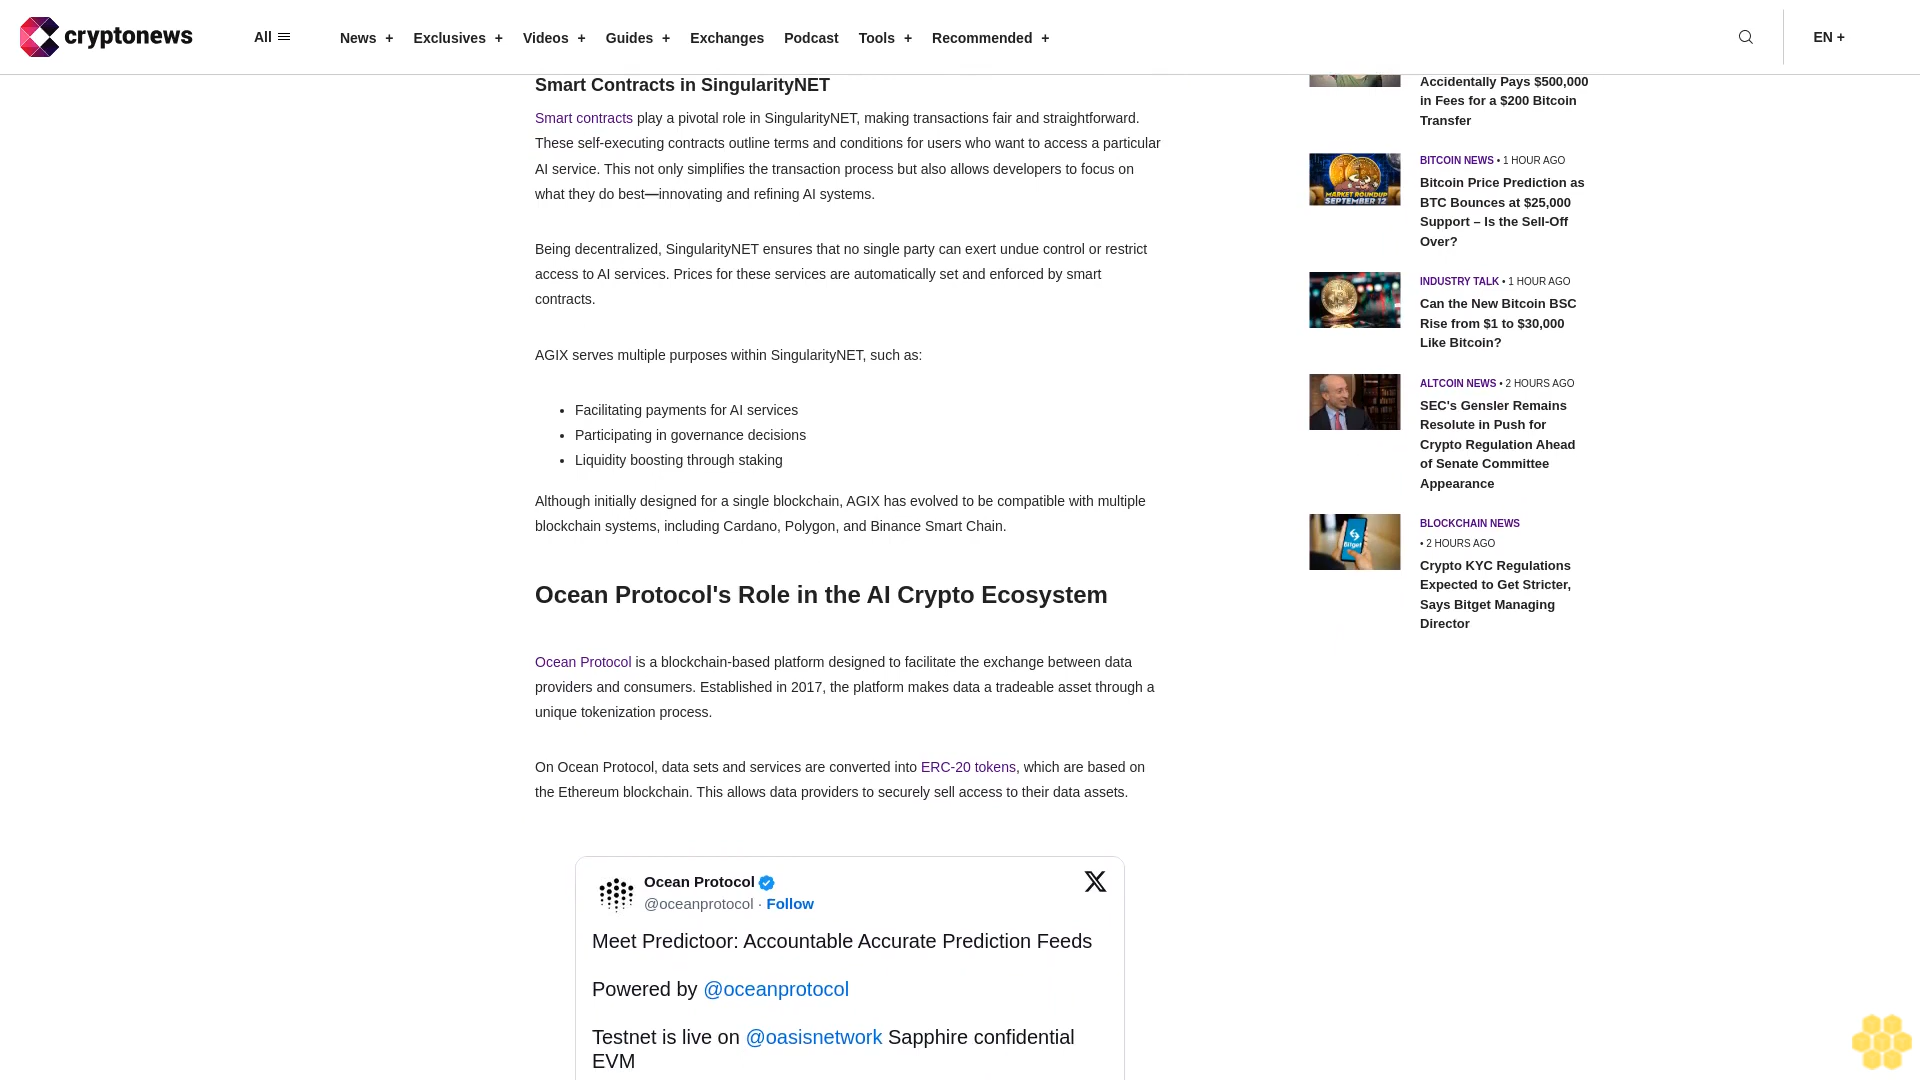 cryptonews
All
News +
Exclusives +
Videos +
Guides +
Exchanges
Podcast
Tools +
Recommended +
EN +
Smart Contracts in SingularityNET
Smart contracts play a pivotal role in SingularityNET, making transactions fair and straightforward.
These self-executing contracts outline terms and conditions for users who want to access a particular
AI service. This not only simplifies the transaction process but also allows developers to focus on
what they do best—innovating and refining AI systems.
Being decentralized, SingularityNET ensures that no single party can exert undue control or restrict
access to AI services. Prices for these services are automatically set and enforced by smart
contracts.
AGIX serves multiple purposes within SingularityNET, such as:
• Facilitating payments for AI services
• Participating in governance decisions
• Liquidity boosting through staking
Although initially designed for a single blockchain, AGIX has evolved to be compatible with multiple
blockchain systems, including Cardano, Polygon, and Binance Smart Chain.
Ocean Protocol's Role in the AI Crypto Ecosystem
Ocean Protocol is a blockchain-based platform designed to facilitate the exchange between data
providers and consumers. Established in 2017, the platform makes data a tradeable asset through a
unique tokenization process.
On Ocean Protocol, data sets and services are converted into ERC-20 tokens, which are based on
the Ethereum blockchain. This allows data providers to securely sell access to their data assets.
Ocean Protocol
@oceanprotocol · Follow
Meet Predictoor: Accountable Accurate Prediction Feeds
Powered by @oceanprotocol
Testnet is live on @oasisnetwork Sapphire confidential
EVM
Accidentally Pays $500,000
in Fees for a $200 Bitcoin
Transfer
MARKET ROUNDUP
SEPTEMBER 12
BITCOIN NEWS • 1 HOUR AGO
Bitcoin Price Prediction as
BTC Bounces at $25,000
Support – Is the Sell-Off
Over?
INDUSTRY TALK • 1 HOUR AGO
Can the New Bitcoin BSC
Rise from $1 to $30,000
Like Bitcoin?
ALTCOIN NEWS • 2 HOURS AGO
SEC's Gensler Remains
Resolute in Push for
Crypto Regulation Ahead
of Senate Committee
Appearance
Bitget
BLOCKCHAIN NEWS
• 2 HOURS AGO
Crypto KYC Regulations
Expected to Get Stricter,
Says Bitget Managing
Director